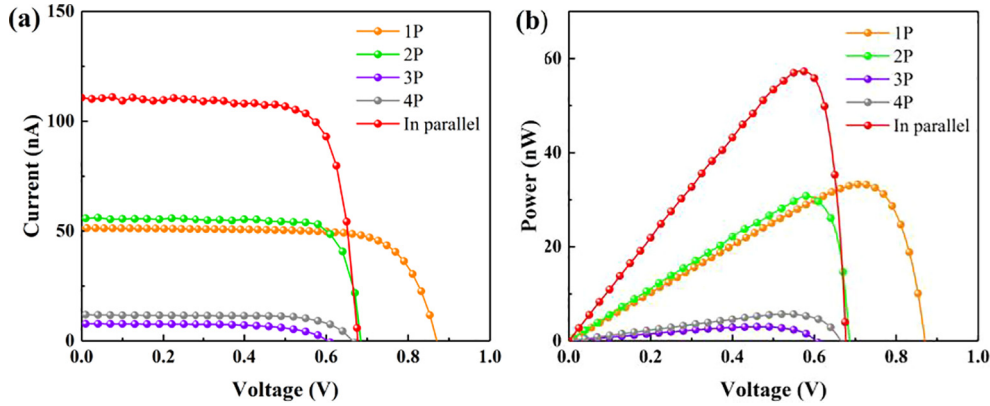 (a)
150
100
50
0
Current (nA)
1P
2P
3P
4P
In parallel
0.0 0.2 0.4 0.6 0.8 1.0
Voltage (V)
(b)
60
40
20
0
Power (nW)
1P
2P
3P
4P
In parallel
0.0 0.2 0.4 0.6 0.8 1.0
Voltage (V)